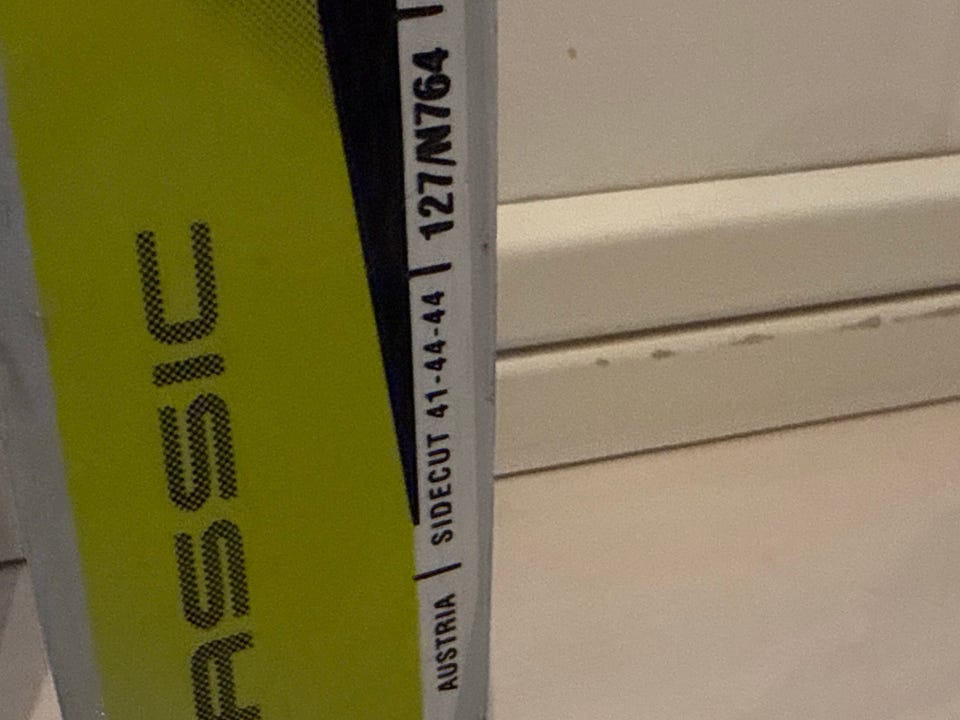 ASSIC
AUSTRIA | SIDECUT 41-44-44 | 127/N764 |